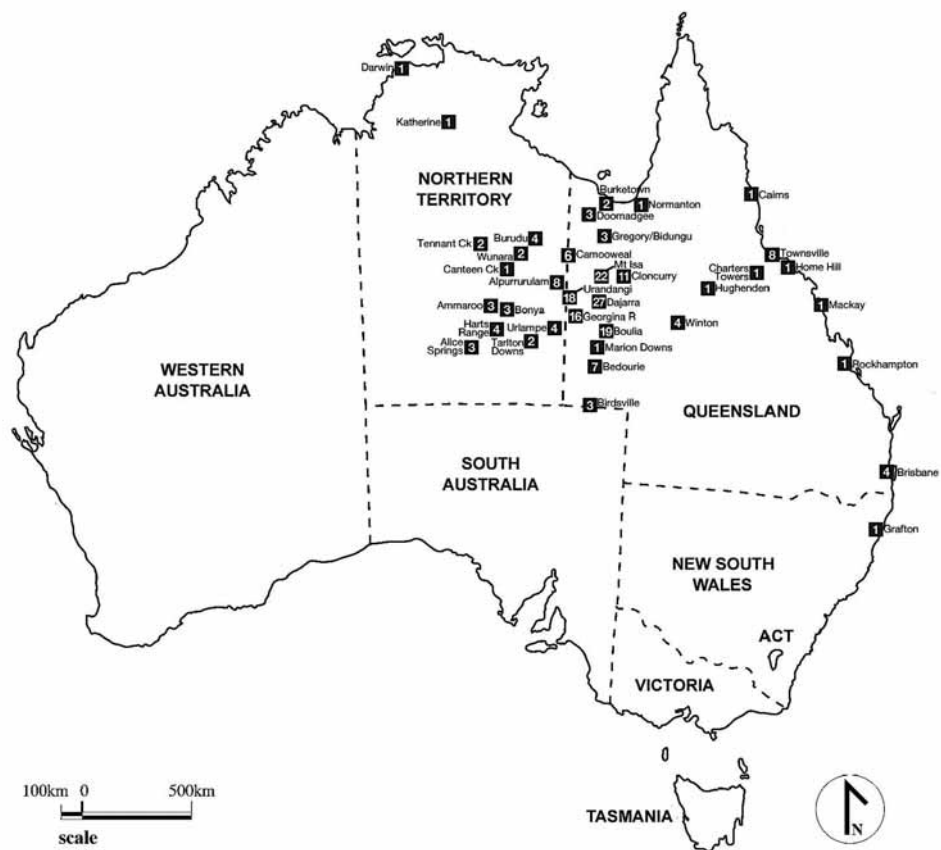 Darwin 1
Katherine 1
NORTHERN
TERRITORY
Burketown
2
1 Normanton
3 Doomadgee
1 Cairns
Burudu 4
3 Gregory/Bidungu
Tennant Ck 2
Wunara 2
6 Camooweal
8 Townsville
Mt Isa
22
11 Cloncurry
Canteen Ck 1
Charters
Towers 1
1 Home Hill
Alpurrurulam 8
Urandangi
18
1 Hughenden
27 Dajarra
1 Mackay
Ammaroo 3
3 Bonya
16 Georgina R
Harts
Range 4
Urlampe 4
19 Boulia
4 Winton
Alice
Springs 3
Tarlton
Downs 2
1 Marion Downs
7 Bedourie
1 Rockhampton
WESTERN
AUSTRALIA
3 Birdsville
QUEENSLAND
SOUTH
AUSTRALIA
4 Brisbane
1 Grafton
NEW SOUTH
WALES
ACT
VICTORIA
100km 0 500km
scale
TASMANIA
N